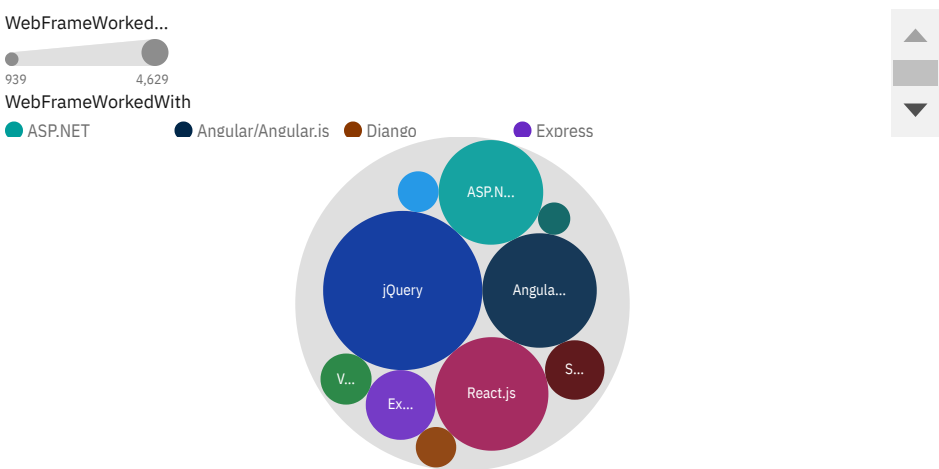 WebFrameWorked...
939 4,629
WebFrameWorkedWith
ASP.NET Angular/Angular.js Django Express
ASP.N...
jQuery Angula...
V... Ex... React.js S...